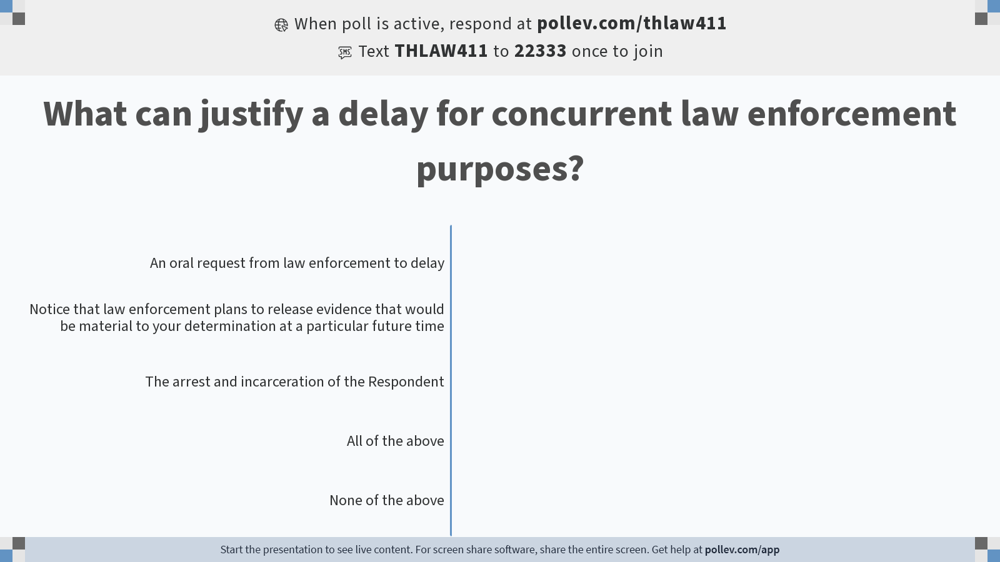 When poll is active, respond at pollev.com/thlaw411
Text THLAW411 to 22333 once to join
What can justify a delay for concurrent law enforcement
purposes?
An oral request from law enforcement to delay
Notice that law enforcement plans to release evidence that would
be material to your determination at a particular future time
The arrest and incarceration of the Respondent
All of the above
None of the above
Start the presentation to see live content. For screen share software, share the entire screen. Get help at pollev.com/app